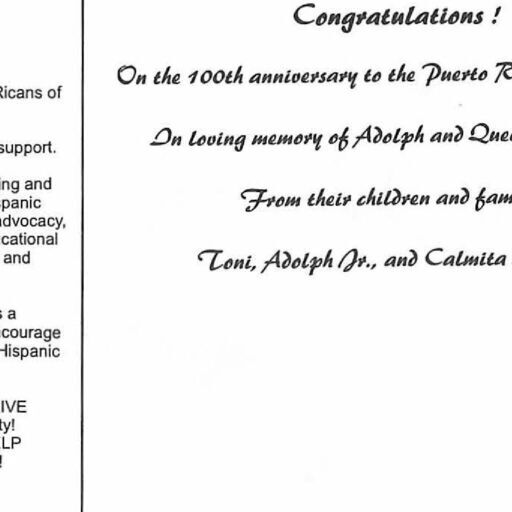 Ricans of
support.
ing and
spanic
advocacy,
cational
and
s a
courage
Hispanic
IVE
ty!
LP
!
Congratulations !
On the 100th anniversary to the Puerto R
In loving memory of Adolph and Que
From their children and fam
Toni, Adolph Jr., and Calmita